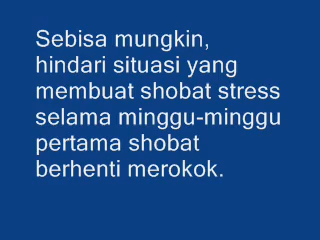 Sebisa mungkin,
hindari situasi yang
membuat shobat stress
selama minggu-minggu
pertama shobat
berhenti merokok.